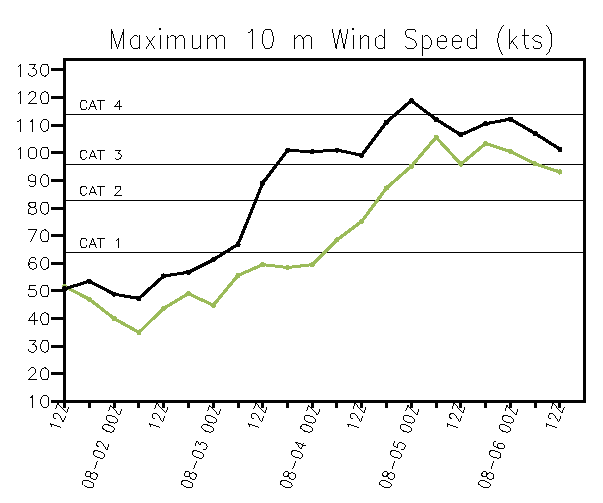 Maximum 10 m Wind Speed (kts)
130
120
CAT 4
110
100
CAT 3
90
CAT 2
80
70
CAT 1
60
50
40
30
20
10
12Z 08-02 00Z 12Z 08-03 00Z 12Z 08-04 00Z 12Z 08-05 00Z 12Z 08-06 00Z 12Z